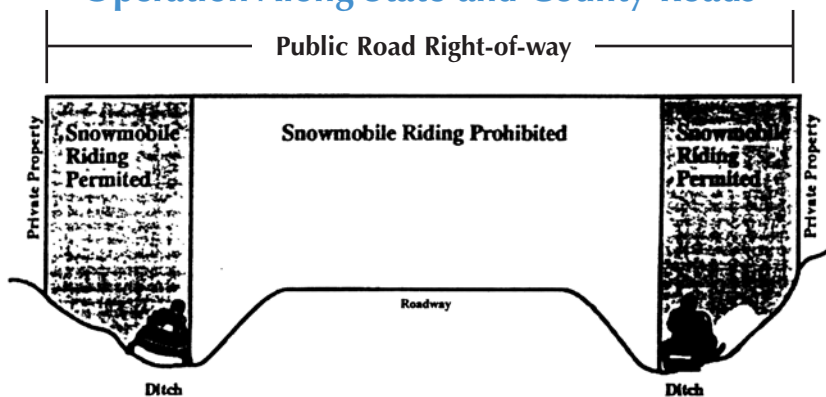 Operation Along State and County Roads
Public Road Right-of-way
Private Property
Snowmobile
Riding
Permited
Snowmobile Riding Prohibited
Snowmobile
Riding
Permited
Private Property
Roadway
Ditch
Ditch